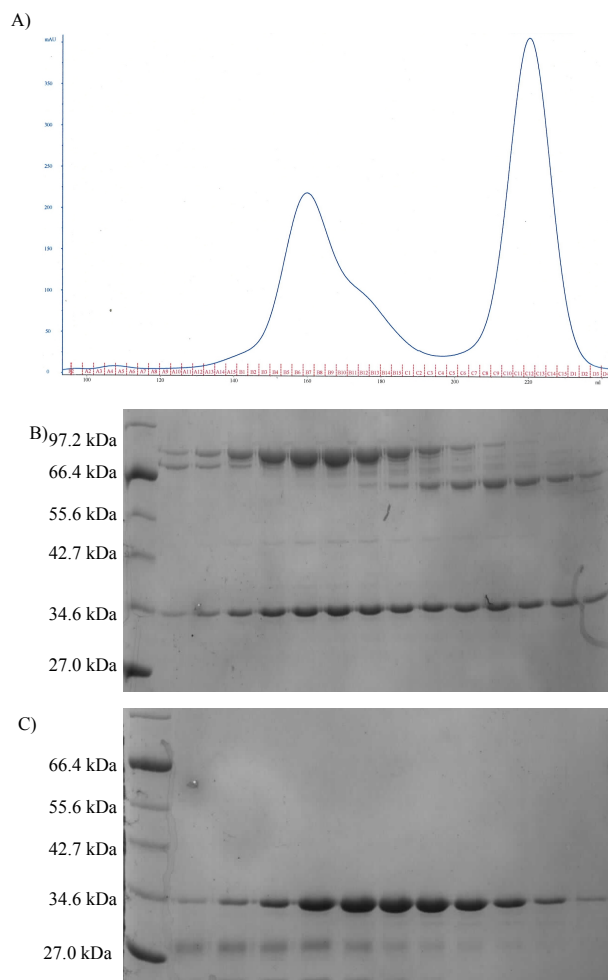 A)
mAU
350
300
250
200
150
100
50
0
A2 A3 A4 A5 A6 A7 A8 A9 A10 A11 A12 A13 A14 A15 B1 B2 B3 B4 B5 B6 B7 B8 B9 B10 B11 B12 B13 B14 B15 C1 C2 C3 C4 C5 C6 C7 C8 C9 C10 C11 C12 C13 C14 C15 D1 D2 D3
100 120 140 160 180 200 220 ml
B)
97.2 kDa
66.4 kDa
55.6 kDa
42.7 kDa
34.6 kDa
27.0 kDa
C)
66.4 kDa
55.6 kDa
42.7 kDa
34.6 kDa
27.0 kDa